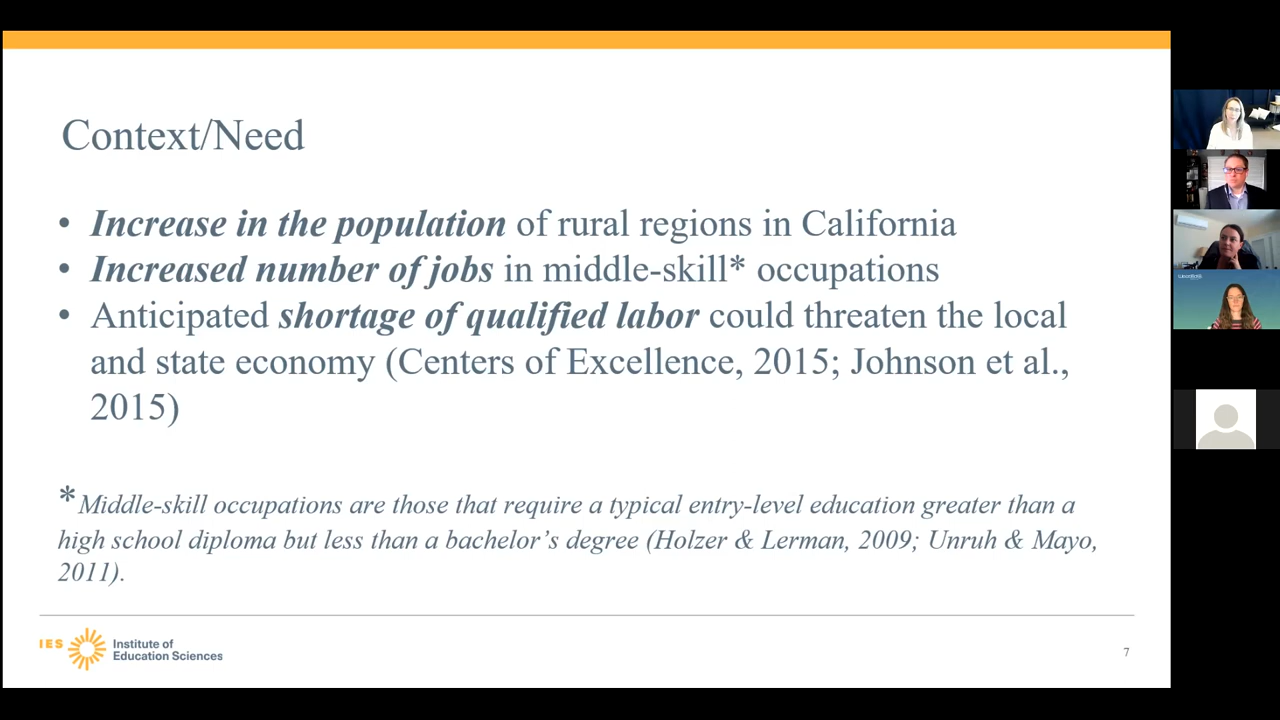 Context/Need
• Increase in the population of rural regions in California
• Increased number of jobs in middle-skill* occupations
• Anticipated shortage of qualified labor could threaten the local
and state economy (Centers of Excellence, 2015; Johnson et al.,
2015)
*Middle-skill occupations are those that require a typical entry-level education greater than a
high school diploma but less than a bachelor’s degree (Holzer & Lerman, 2009; Unruh & Mayo,
2011).
IES
Institute of
Education Sciences
7